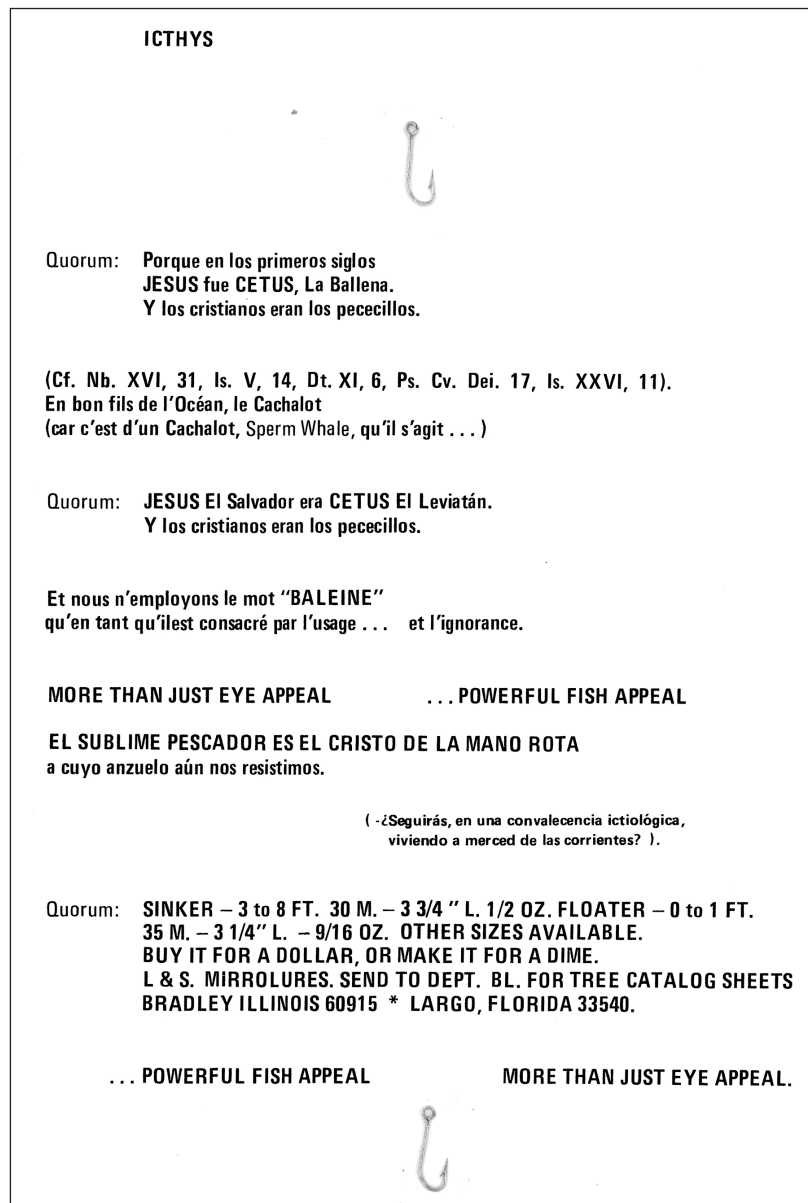 ICTHYS
Quorum: Porque en los primeros siglos
JESUS fue CETUS, La Ballena.
Y los cristianos eran los pececillos.
(Cf. Nb. XVI, 31, Is. V, 14, Dt. XI, 6, Ps. Cv. Dei. 17, Is. XXVI, 11).
En bon fils de l'Océan, le Cachalot
(car c'est d'un Cachalot, Sperm Whale, qu'il s'agit . . . )
Quorum: JESUS El Salvador era CETUS El Leviatán.
Y los cristianos eran los pececillos.
Et nous n'employons le mot "BALEINE"
qu'en tant qu'ilest consacré par l'usage . . . et l'ignorance.
MORE THAN JUST EYE APPEAL . . . POWERFUL FISH APPEAL
EL SUBLIME PESCADOR ES EL CRISTO DE LA MANO ROTA
a cuyo anzuelo aún nos resistimos.
( -¿Seguirás, en una convalecencia ictiológica,
viviendo a merced de las corrientes? ).
Quorum: SINKER – 3 to 8 FT. 30 M. – 3 3/4 " L. 1/2 OZ. FLOATER – 0 to 1 FT.
35 M. – 3 1/4" L. – 9/16 OZ. OTHER SIZES AVAILABLE.
BUY IT FOR A DOLLAR, OR MAKE IT FOR A DIME.
L & S. MiRROLURES. SEND TO DEPT. BL. FOR TREE CATALOG SHEETS
BRADLEY ILLINOIS 60915 * LARGO, FLORIDA 33540.
. . . POWERFUL FISH APPEAL MORE THAN JUST EYE APPEAL.